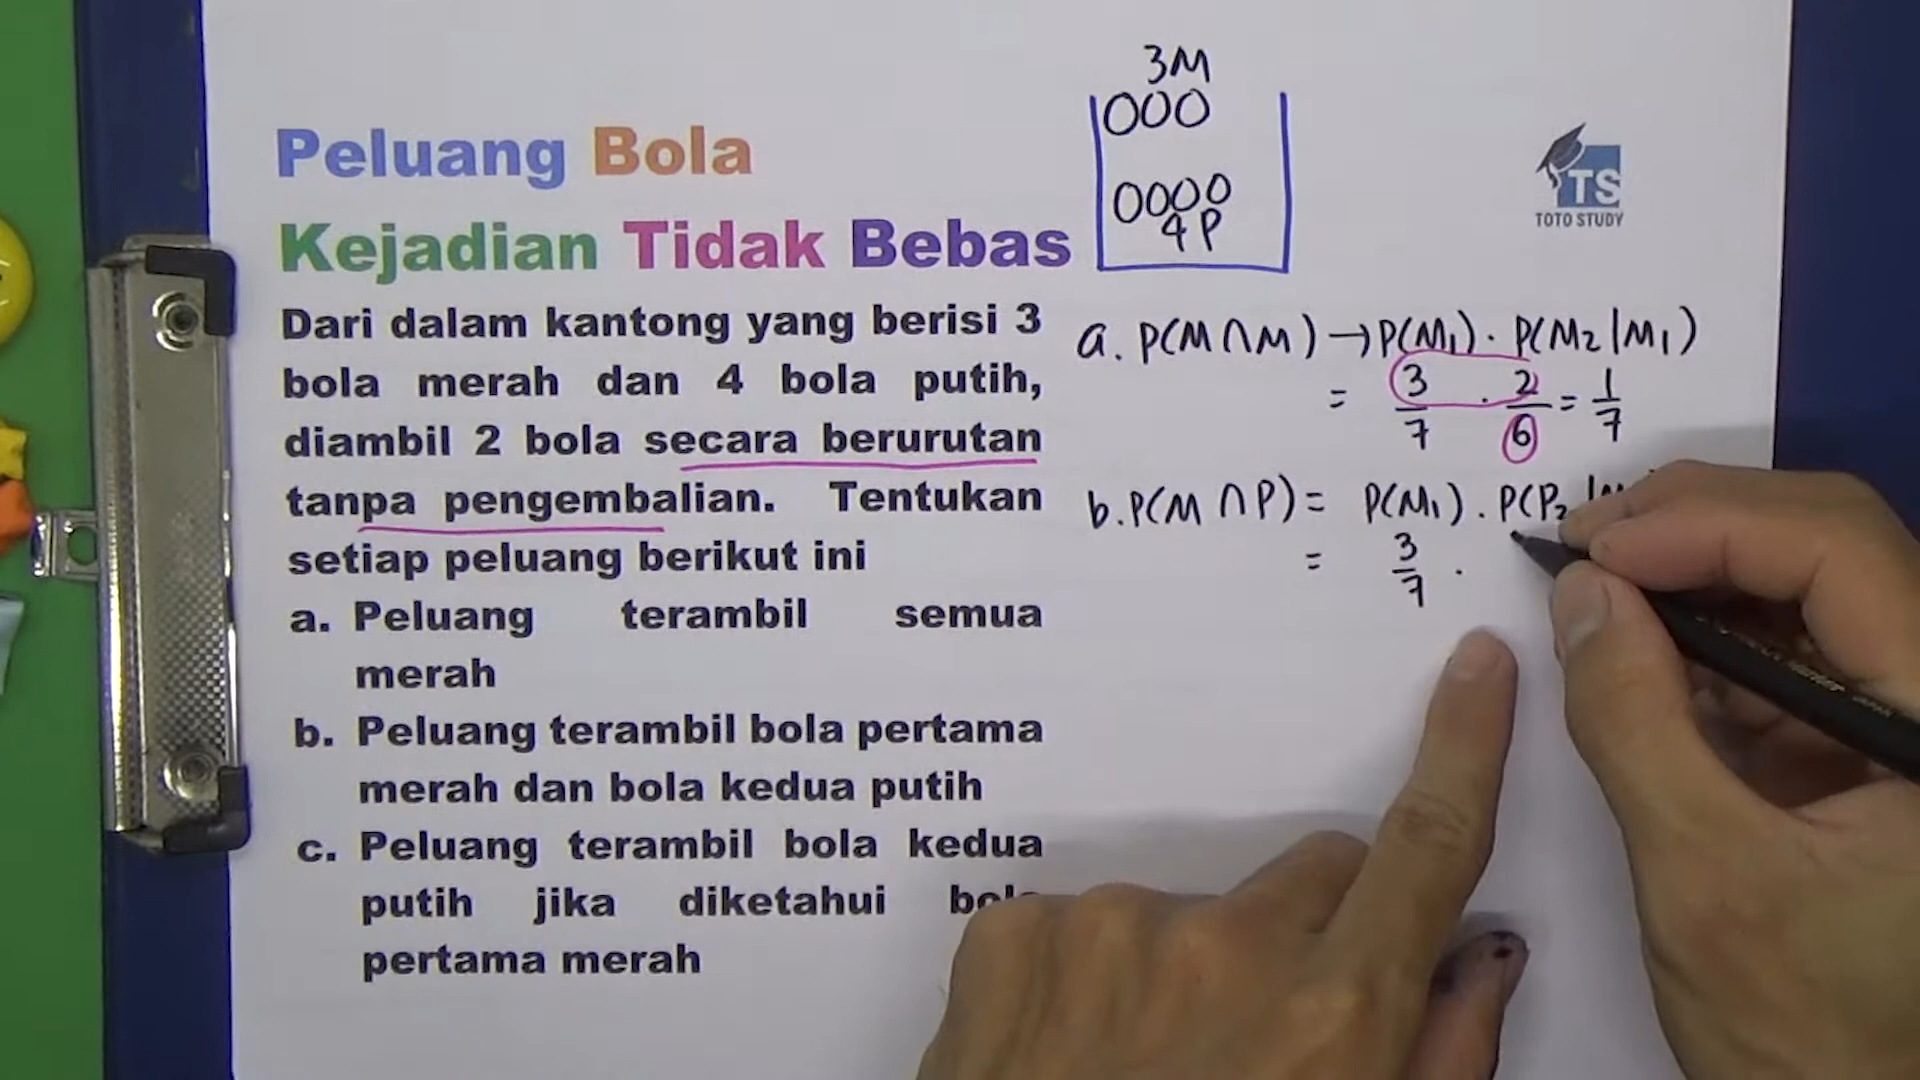 Peluang Bola
Kejadian Tidak Bebas
Dari dalam kantong yang berisi 3
bola merah dan 4 bola putih,
diambil 2 bola secara berurutan
tanpa pengembalian. Tentukan
setiap peluang berikut ini
a. Peluang terambil semua
merah
b. Peluang terambil bola pertama
merah dan bola kedua putih
c. Peluang terambil bola kedua
putih jika diketahui bola
pertama merah
3M
4P
TS
TOTO STUDY
a. P(M∩M) → P(M₁) · P(M₂|M₁)
= 3/7 · 2/6 = 1/7
b. P(M∩P) = P(M₁) · P(P₂|M
= 3/7 ·